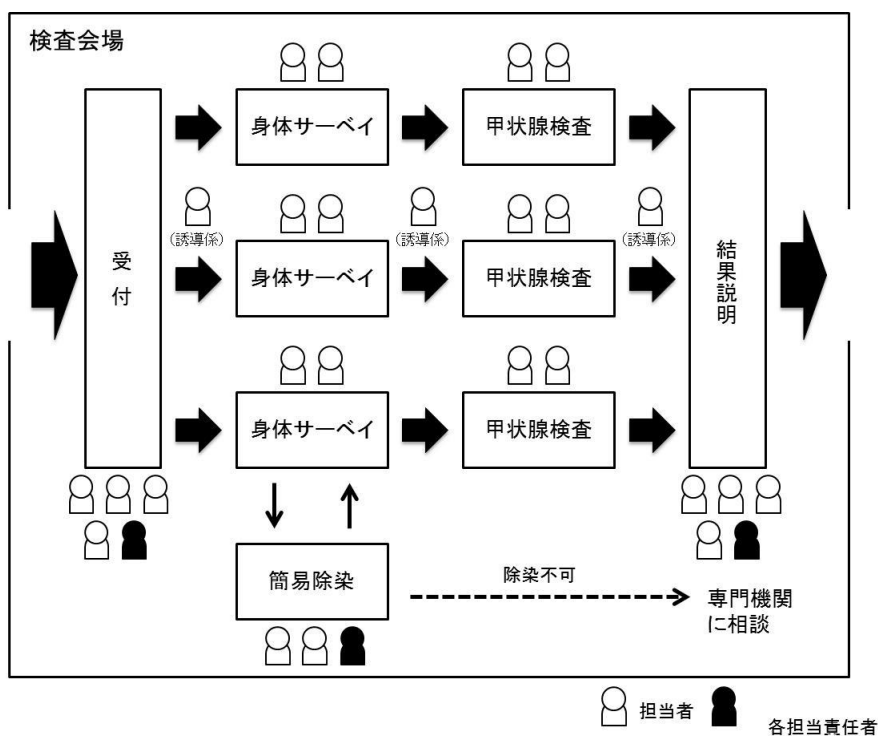 検査会場
身体サーベイ
甲状腺検査
(誘導係)
(誘導係)
(誘導係)
受付
身体サーベイ
甲状腺検査
結果説明
身体サーベイ
甲状腺検査
簡易除染
除染不可
専門機関
に相談
担当者
各担当責任者